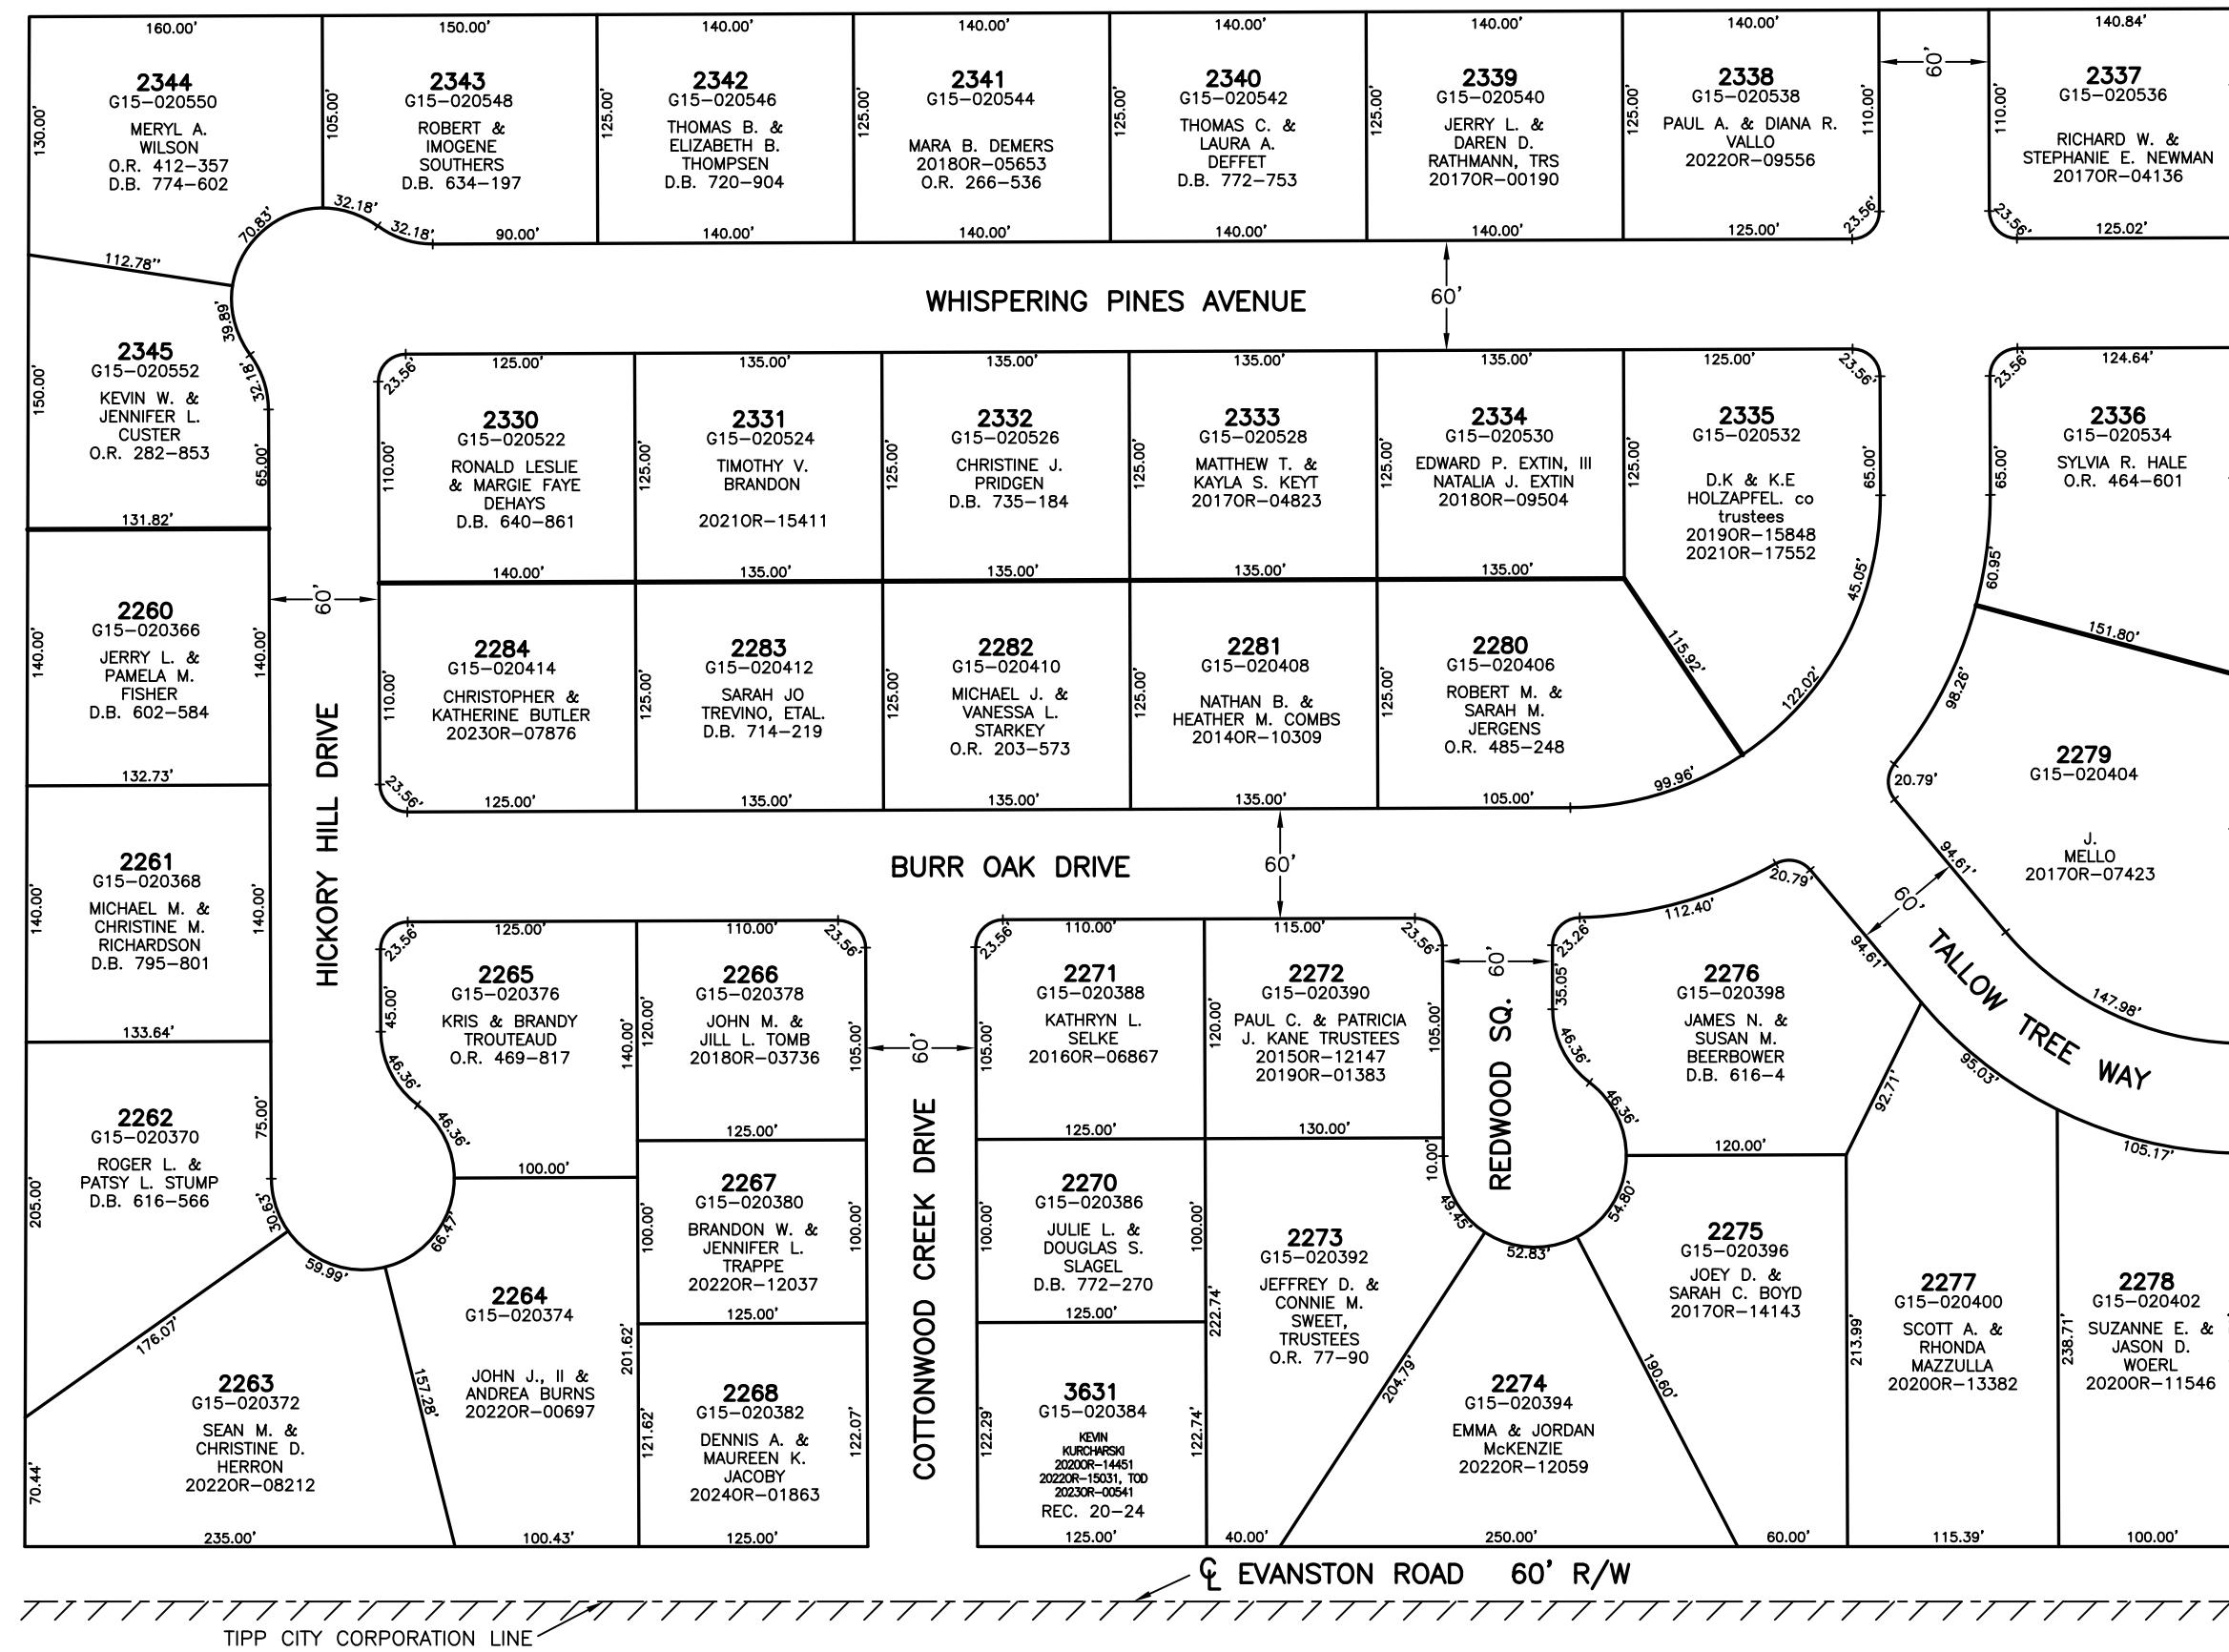 160.00'
150.00'
140.00'
140.00'
140.00'
140.00'
140.00'
60'
140.84'
130.00'
2344
G15-020550
MERYL A.
WILSON
O.R. 412-357
D.B. 774-602
105.00'
2343
G15-020548
ROBERT &
IMOGENE
SOUTHERS
D.B. 634-197
125.00'
2342
G15-020546
THOMAS B. &
ELIZABETH B.
THOMPSEN
D.B. 720-904
125.00'
2341
G15-020544
MARA B. DEMERS
2018OR-05653
O.R. 266-536
125.00'
2340
G15-020542
THOMAS C. &
LAURA A.
DEFFET
D.B. 772-753
125.00'
2339
G15-020540
JERRY L. &
DAREN D.
RATHMANN, TRS
2017OR-00190
125.00'
2338
G15-020538
PAUL A. & DIANA R.
VALLO
2022OR-09556
110.00'
110.00'
2337
G15-020536
RICHARD W. &
STEPHANIE E. NEWMAN
2017OR-04136
70.83'
32.18'
32.18'
90.00'
140.00'
140.00'
140.00'
140.00'
125.00'
23.56'
23.56'
125.02'
112.78"
39.89'
32.18'
WHISPERING PINES AVENUE
60'
150.00'
2345
G15-020552
KEVIN W. &
JENNIFER L.
CUSTER
O.R. 282-853
65.00'
131.82'
23.56'
125.00'
135.00'
135.00'
135.00'
135.00'
125.00'
23.56'
23.56'
124.64'
110.00'
2330
G15-020522
RONALD LESLIE
& MARGIE FAYE
DEHAYS
D.B. 640-861
125.00'
2331
G15-020524
TIMOTHY V.
BRANDON
2021OR-15411
125.00'
2332
G15-020526
CHRISTINE J.
PRIDGEN
D.B. 735-184
125.00'
2333
G15-020528
MATTHEW T. &
KAYLA S. KEYT
2017OR-04823
125.00'
2334
G15-020530
EDWARD P. EXTIN, III
NATALIA J. EXTIN
2018OR-09504
125.00'
2335
G15-020532
D.K & K.E
HOLZAPFEL. co
trustees
2019OR-15848
2021OR-17552
65.00'
45.05'
122.02'
65.00'
60.95'
2336
G15-020534
SYLVIA R. HALE
O.R. 464-601
151.80'
140.00'
135.00'
135.00'
135.00'
135.00'
115.92'
60'
140.00'
2260
G15-020366
JERRY L. &
PAMELA M.
FISHER
D.B. 602-584
140.00'
132.73'
110.00'
2284
G15-020414
CHRISTOPHER &
KATHERINE BUTLER
2023OR-07876
125.00'
2283
G15-020412
SARAH JO
TREVINO, ETAL.
D.B. 714-219
125.00'
2282
G15-020410
MICHAEL J. &
VANESSA L.
STARKEY
O.R. 203-573
125.00'
2281
G15-020408
NATHAN B. &
HEATHER M. COMBS
2014OR-10309
125.00'
2280
G15-020406
ROBERT M. &
SARAH M.
JERGENS
O.R. 485-248
98.26'
20.79'
2279
G15-020404
J.
MELLO
2017OR-07423
94.61'
147.98'
23.56'
125.00'
135.00'
135.00'
135.00'
105.00'
99.96'
HICKORY HILL DRIVE
BURR OAK DRIVE
60'
60'
TALLOW TREE WAY
140.00'
2261
G15-020368
MICHAEL M. &
CHRISTINE M.
RICHARDSON
D.B. 795-801
140.00'
133.64'
23.56'
125.00'
110.00'
23.56'
23.56'
110.00'
115.00'
23.56'
60'
23.26'
112.40'
20.79'
94.61'
45.00'
46.36'
46.36'
2265
G15-020376
KRIS & BRANDY
TROUTEAUD
O.R. 469-817
140.00'
100.00'
120.00'
2266
G15-020378
JOHN M. &
JILL L. TOMB
2018OR-03736
105.00'
125.00'
60'
COTTONWOOD CREEK DRIVE
105.00'
2271
G15-020388
KATHRYN L.
SELKE
2016OR-06867
125.00'
120.00'
2272
G15-020390
PAUL C. & PATRICIA
J. KANE TRUSTEES
2015OR-12147
2019OR-01383
105.00'
130.00'
REDWOOD SQ.
35.05'
46.36'
46.36'
2276
G15-020398
JAMES N. &
SUSAN M.
BEERBOWER
D.B. 616-4
92.71'
120.00'
95.03'
105.17'
205.00'
2262
G15-020370
ROGER L. &
PATSY L. STUMP
D.B. 616-566
75.00'
30.63'
59.99'
66.47'
176.07'
100.00'
2267
G15-020380
BRANDON W. &
JENNIFER L.
TRAPPE
2022OR-12037
100.00'
125.00'
100.00'
2270
G15-020386
JULIE L. &
DOUGLAS S.
SLAGEL
D.B. 772-270
100.00'
125.00'
10.00'
49.45'
52.83'
54.80'
222.74'
2273
G15-020392
JEFFREY D. &
CONNIE M.
SWEET,
TRUSTEES
O.R. 77-90
204.79'
2275
G15-020396
JOEY D. &
SARAH C. BOYD
2017OR-14143
190.60'
213.99'
2277
G15-020400
SCOTT A. &
RHONDA
MAZZULLA
2020OR-13382
238.71'
2278
G15-020402
SUZANNE E. &
JASON D.
WOERL
2020OR-11546
70.44'
2263
G15-020372
SEAN M. &
CHRISTINE D.
HERRON
2022OR-08212
157.28'
2264
G15-020374
JOHN J., II &
ANDREA BURNS
2022OR-00697
201.62'
121.62'
2268
G15-020382
DENNIS A. &
MAUREEN K.
JACOBY
2024OR-01863
122.07'
122.29'
3631
G15-020384
KEVIN
KURCHARSKI
2020OR-14451
2022OR-15031, TOD
2023OR-00541
REC. 20-24
122.74'
2274
G15-020394
EMMA & JORDAN
McKENZIE
2022OR-12059
235.00'
100.43'
125.00'
125.00'
40.00'
250.00'
60.00'
115.39'
100.00'
℄ EVANSTON ROAD 60' R/W
TIPP CITY CORPORATION LINE